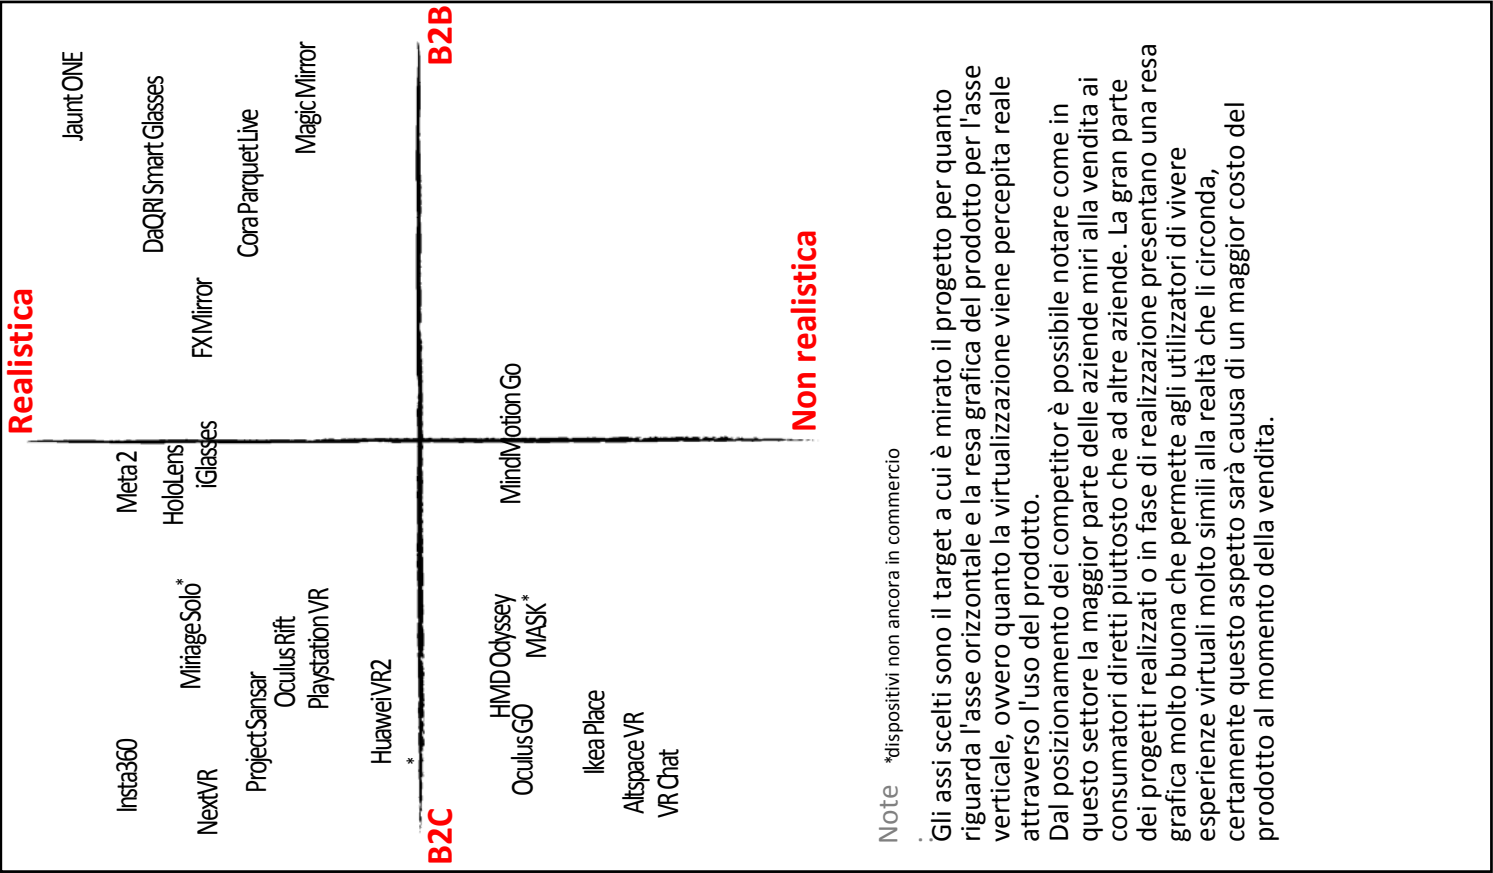 Realistica
Jaunt ONE
Insta360
Meta 2
DaQRI Smart Glasses
HoloLens
Miriage Solo*
NextVR
iGlasses
FX Mirror
Cora Parquet Live
Project Sansar
Oculus Rift
Magic Mirror
Playstation VR
Huawei VR2
*
B2C
B2B
HMD Odyssey
MindMotion Go
Oculus GO
MASK*
Ikea Place
Altspace VR
VR Chat
Non realistica
Note *dispositivi non ancora in commercio
:
Gli assi scelti sono il target a cui è mirato il progetto per quanto
riguarda l'asse orizzontale e la resa grafica del prodotto per l'asse
verticale, ovvero quanto la virtualizzazione viene percepita reale
attraverso l'uso del prodotto.
Dal posizionamento dei competitor è possibile notare come in
questo settore la maggior parte delle aziende miri alla vendita ai
consumatori diretti piuttosto che ad altre aziende. La gran parte
dei progetti realizzati o in fase di realizzazione presentano una resa
grafica molto buona che permette agli utilizzatori di vivere
esperienze virtuali molto simili alla realtà che li circonda,
certamente questo aspetto sarà causa di un maggior costo del
prodotto al momento della vendita.